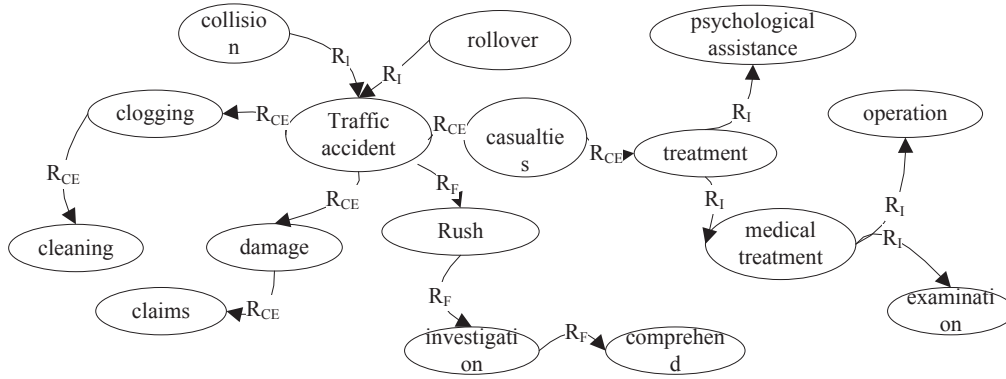 collisio
n
rollover
psychological
assistance
R_I
R_I
clogging
R_CE
Traffic
accident
R_CE
casualtie
s
R_CE
treatment
R_I
operation
R_CE
R_CE
R_F
R_I
R_I
cleaning
damage
Rush
medical
treatment
R_I
claims
R_CE
R_F
examinati
on
investigati
on
R_F
comprehen
d